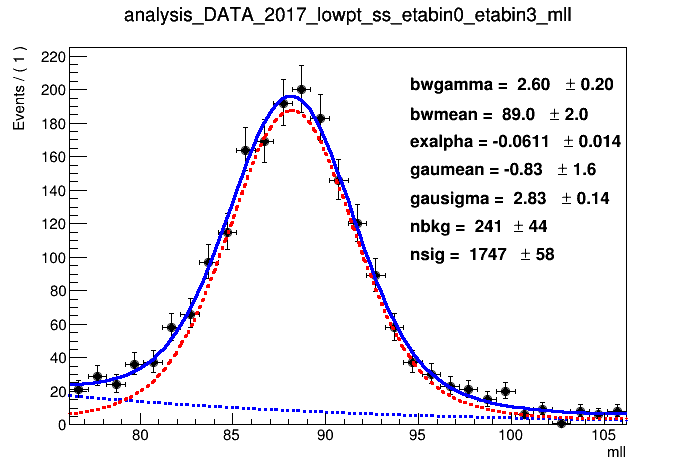 analysis_DATA_2017_lowpt_ss_etabin0_etabin3_mll
Events / ( 1 )
220
200
180
160
140
120
100
80
60
40
20
0
bwgamma = 2.60 ± 0.20
bwmean = 89.0 ± 2.0
exalpha = -0.0611 ± 0.014
gaumean = -0.83 ± 1.6
gausigma = 2.83 ± 0.14
nbkg = 241 ± 44
nsig = 1747 ± 58
80 85 90 95 100 105
mll